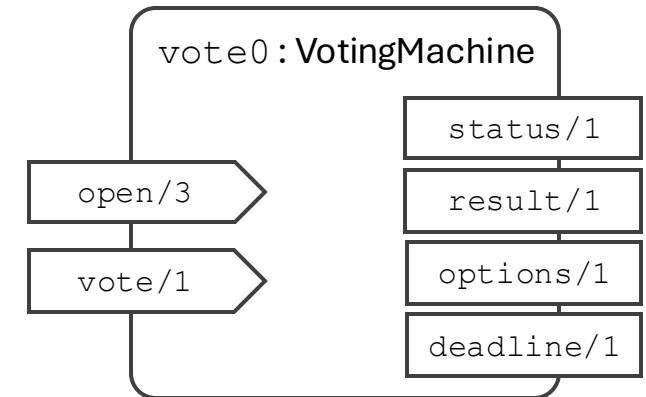 vote0:VotingMachine
status/1
open/3
result/1
vote/1
options/1
deadline/1